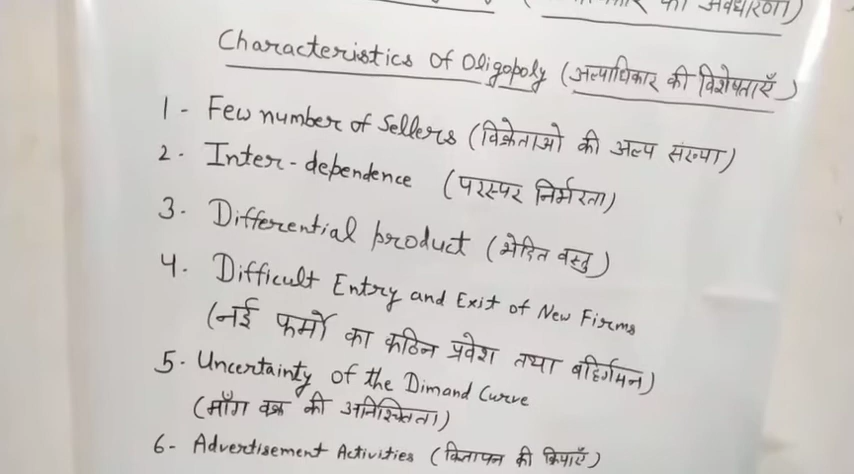 की अवधारणा)
Characteristics of Oligopoly (अल्पाधिकार की विशेषताएँ)
1 - Few number of Sellers (विक्रेताओ की अल्प संख्या)
2 - Inter-dependence (परस्पर निर्भरता)
3 - Differential product (भेदित वस्तु)
4. Difficult Entry and Exit of New Firms
(नई फर्मों का कठिन प्रवेश तथा बहिर्गमन)
5 - Uncertainty of the Dimand Curve
(माँग वक्र की अनिश्चितता)
6 - Advertisement Activities (विज्ञापन की क्रियाएँ)